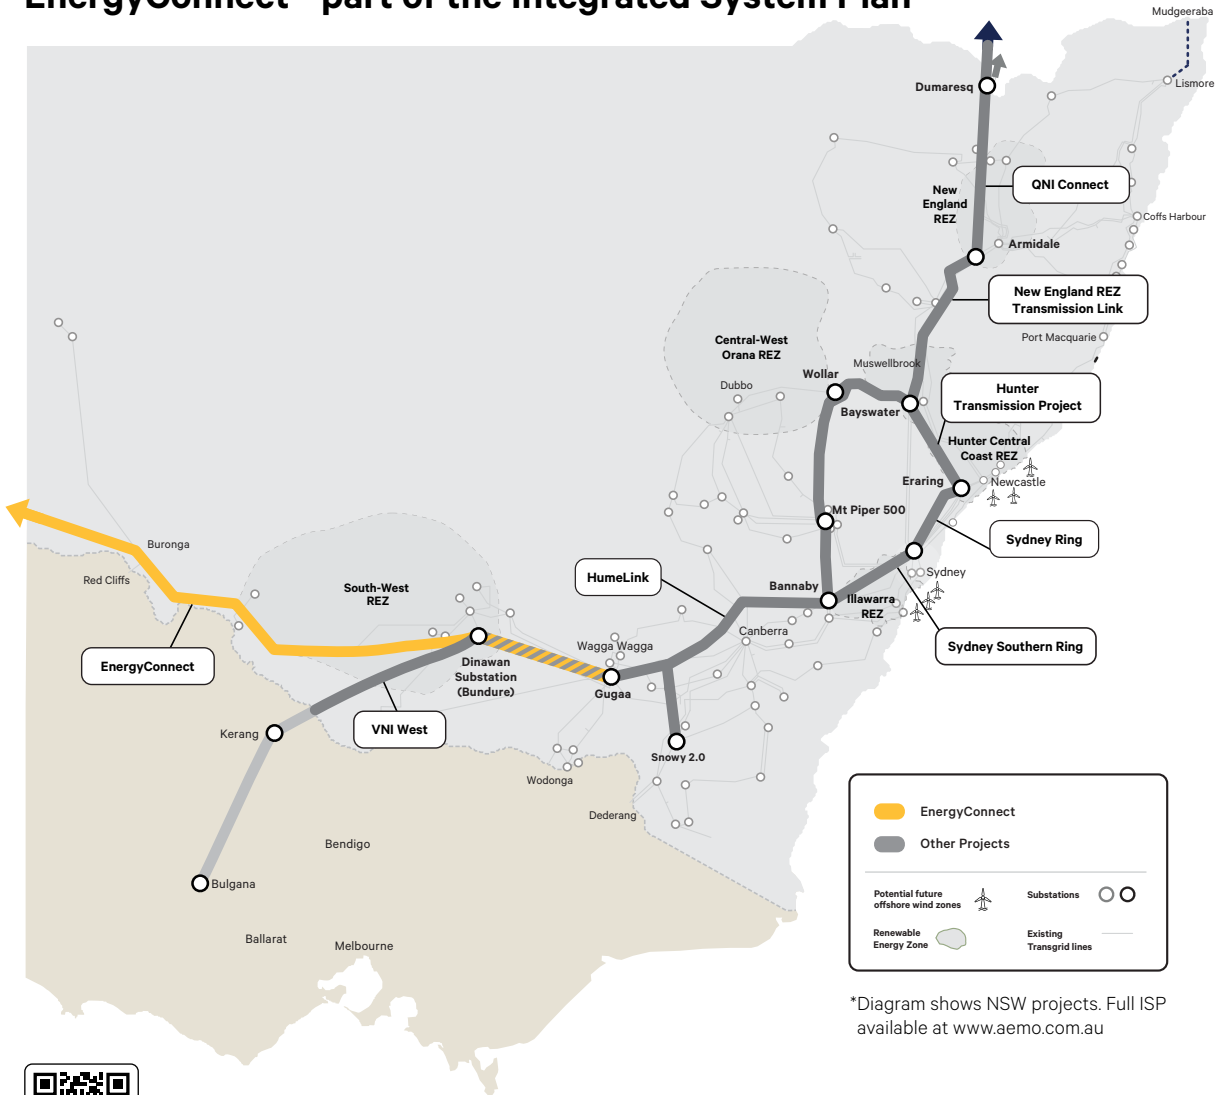 EnergyConnect - part of the Integrated System Plan
Mudgeeraba
Lismore
Dumaresq
QNI Connect
New
England
REZ
Coffs Harbour
Armidale
New England REZ
Transmission Link
Port Macquarie
Central-West
Orana REZ
Muswellbrook
Wollar
Dubbo
Bayswater
Hunter
Transmission Project
Hunter Central
Coast REZ
Eraring
Newcastle
Mt Piper 500
Sydney Ring
Buronga
Red Cliffs
South-West
REZ
HumeLink
Bannaby
Illawarra
REZ
Sydney
Canberra
Sydney Southern Ring
Wagga Wagga
EnergyConnect
Dinawan
Substation
(Bundure)
Gugaa
VNI West
Kerang
Snowy 2.0
Wodonga
Dederang
Bendigo
Bulgana
Ballarat
Melbourne
EnergyConnect
Other Projects
Potential future
offshore wind zones
Substations
Renewable
Energy Zone
Existing
Transgrid lines
*Diagram shows NSW projects. Full ISP
available at www.aemo.com.au